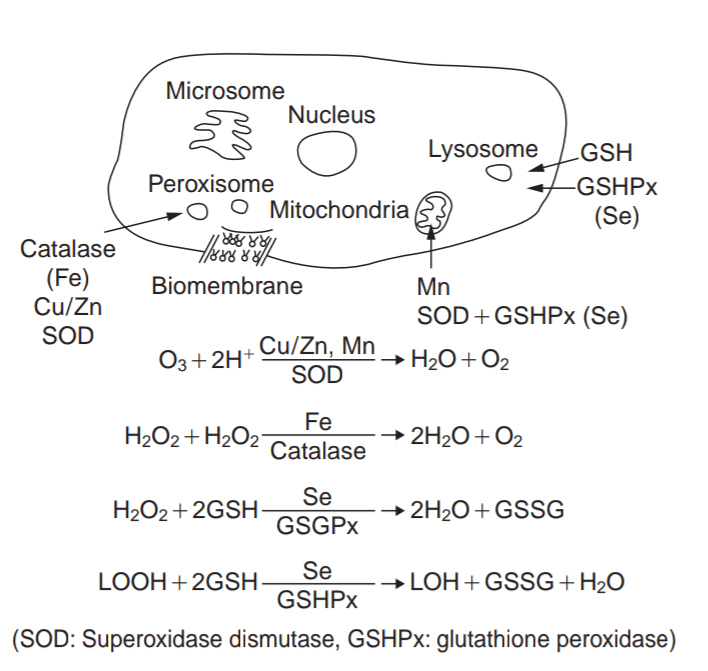 Microsome
Nucleus
Lysosome
GSH
Peroxisome
GSHPx
(Se)
Mitochondria
Catalase
(Fe)
Cu/Zn
SOD
Biomembrane
Mn
SOD + GSHPx (Se)
O₃ + 2H⁺ Cu/Zn, Mn → H₂O + O₂
SOD
H₂O₂ + H₂O₂ Fe → 2H₂O + O₂
Catalase
H₂O₂ + 2GSH Se → 2H₂O + GSSG
GSGPx
LOOH + 2GSH Se → LOH + GSSG + H₂O
GSHPx
(SOD: Superoxidase dismutase, GSHPx: glutathione peroxidase)